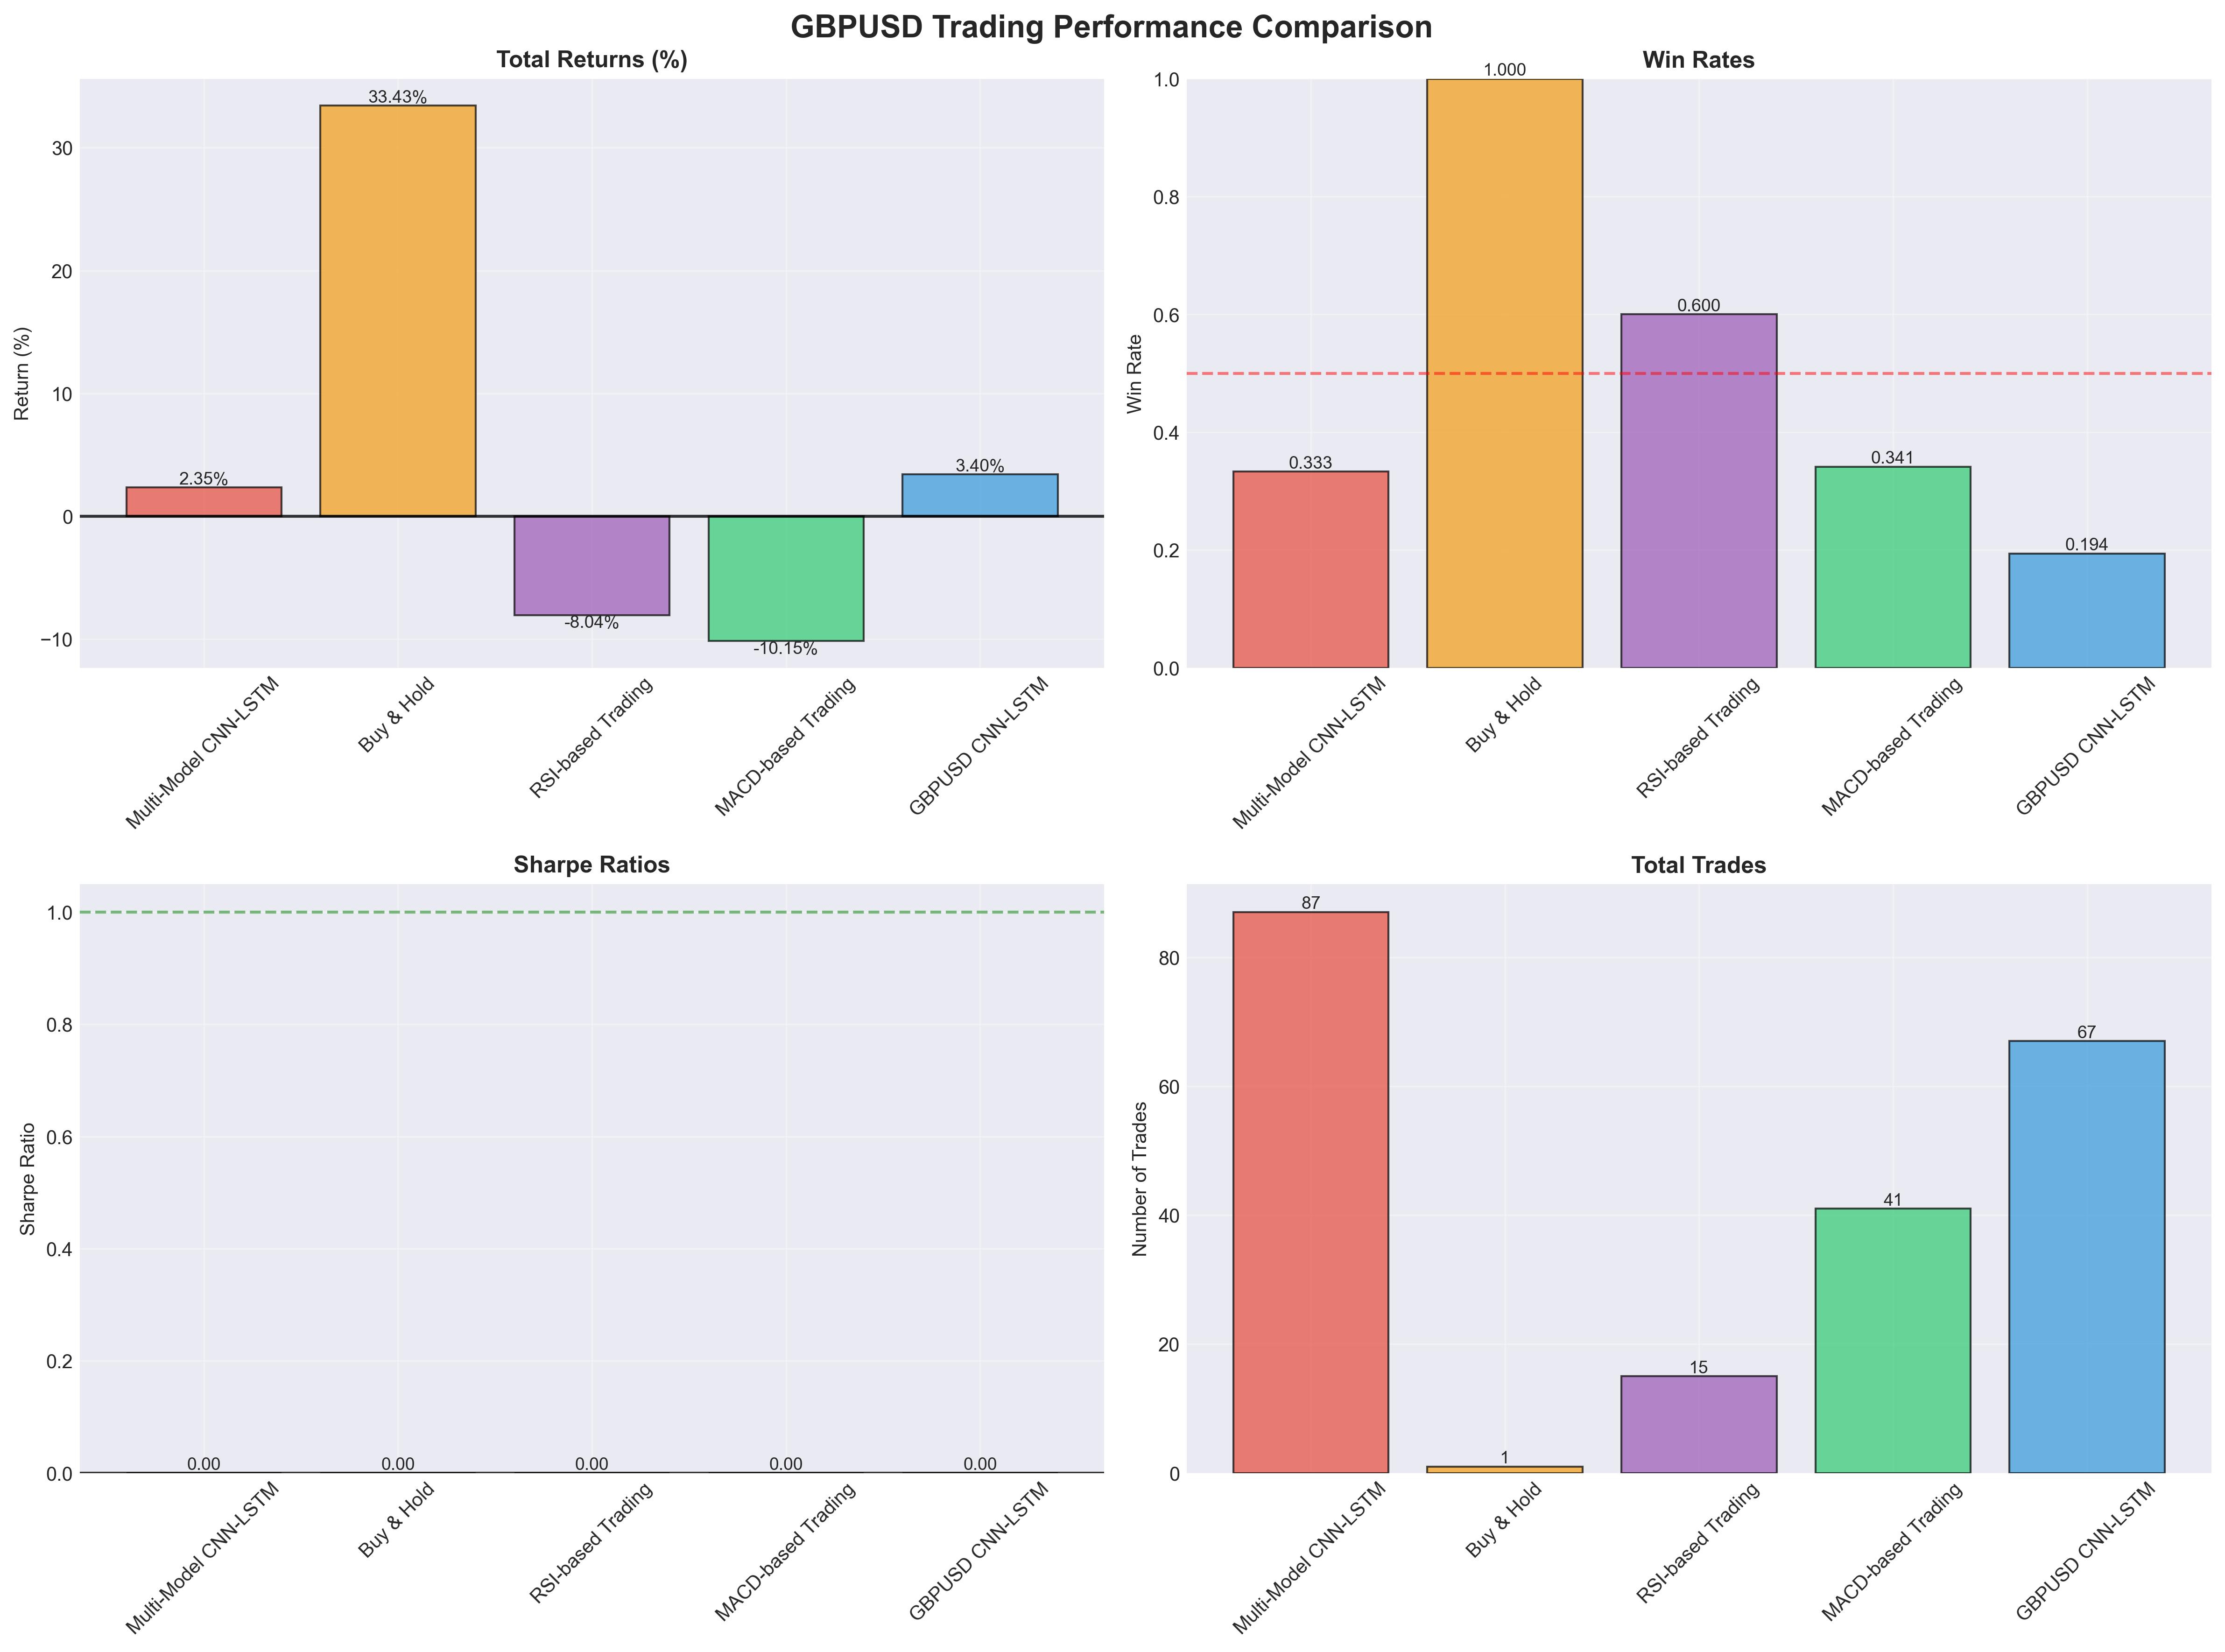 GBPUSD Trading Performance Comparison
Total Returns (%)
Return (%)
30
20
10
0
−10
2.35%
33.43%
-8.04%
-10.15%
3.40%
Multi-Model CNN-LSTM
Buy & Hold
RSI-based Trading
MACD-based Trading
GBPUSD CNN-LSTM
Win Rates
Win Rate
1.0
0.8
0.6
0.4
0.2
0.0
0.333
1.000
0.600
0.341
0.194
Multi-Model CNN-LSTM
Buy & Hold
RSI-based Trading
MACD-based Trading
GBPUSD CNN-LSTM
Sharpe Ratios
Sharpe Ratio
1.0
0.8
0.6
0.4
0.2
0.0
0.00
0.00
0.00
0.00
0.00
Multi-Model CNN-LSTM
Buy & Hold
RSI-based Trading
MACD-based Trading
GBPUSD CNN-LSTM
Total Trades
Number of Trades
80
60
40
20
0
87
1
15
41
67
Multi-Model CNN-LSTM
Buy & Hold
RSI-based Trading
MACD-based Trading
GBPUSD CNN-LSTM